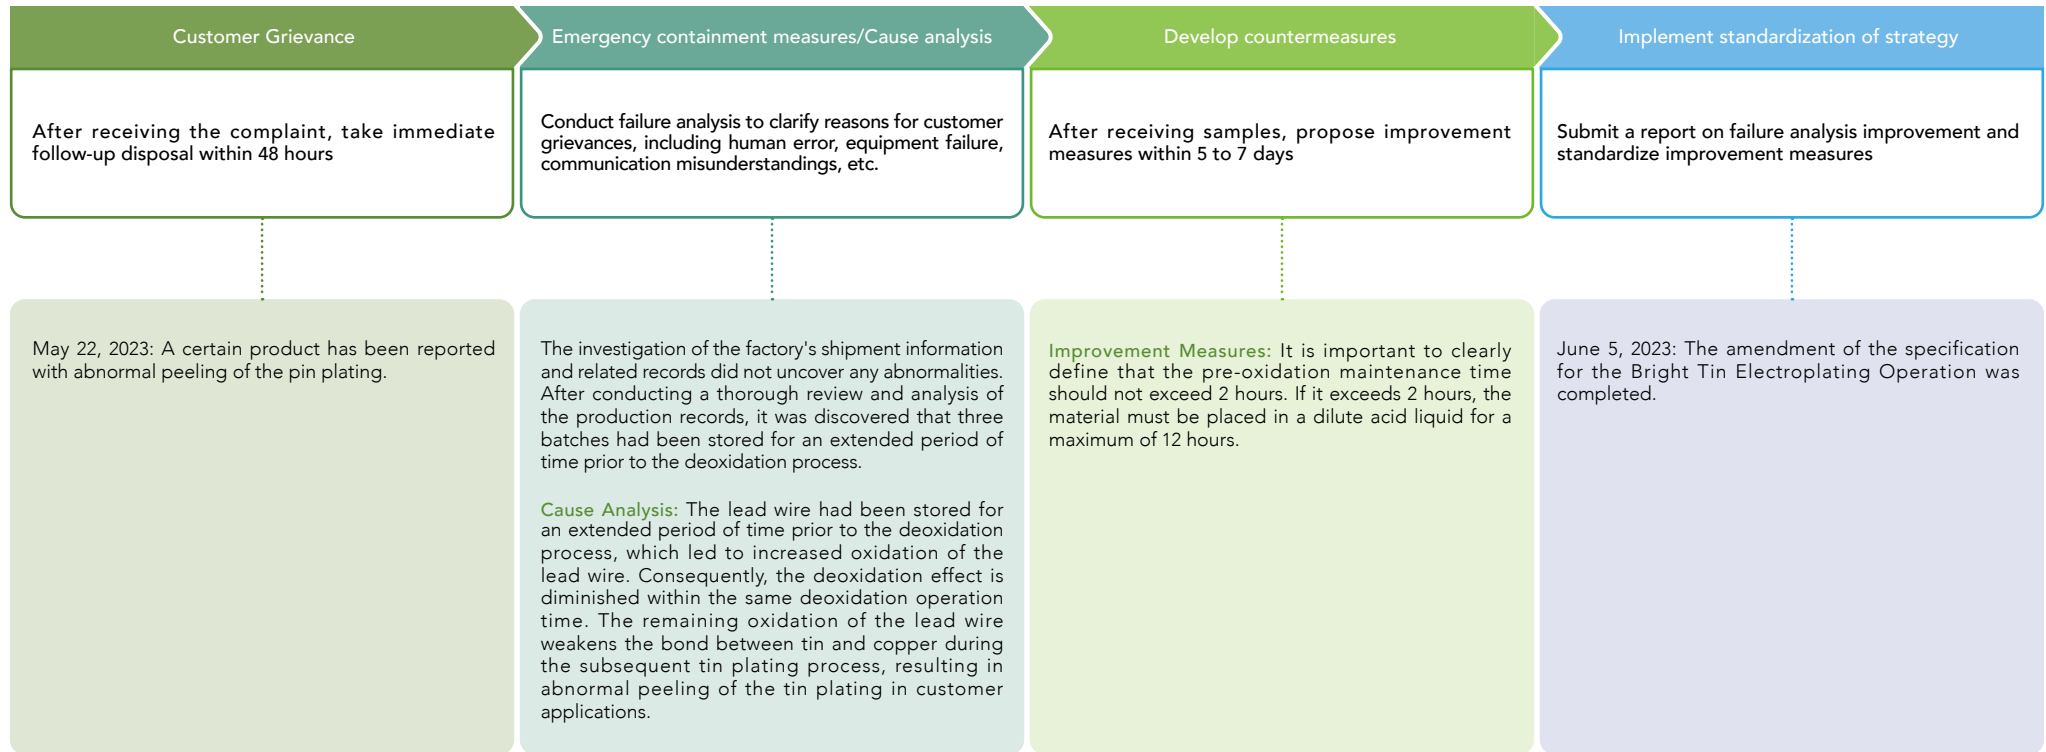 Customer Grievance
Emergency containment measures/Cause analysis
Develop countermeasures
Implement standardization of strategy
After receiving the complaint, take immediate
follow-up disposal within 48 hours
Conduct failure analysis to clarify reasons for customer
grievances, including human error, equipment failure,
communication misunderstandings, etc.
After receiving samples, propose improvement
measures within 5 to 7 days
Submit a report on failure analysis improvement and
standardize improvement measures
May 22, 2023: A certain product has been reported
with abnormal peeling of the pin plating.
The investigation of the factory's shipment information
and related records did not uncover any abnormalities.
After conducting a thorough review and analysis of
the production records, it was discovered that three
batches had been stored for an extended period of
time prior to the deoxidation process.
Cause Analysis: The lead wire had been stored for
an extended period of time prior to the deoxidation
process, which led to increased oxidation of the
lead wire. Consequently, the deoxidation effect is
diminished within the same deoxidation operation
time. The remaining oxidation of the lead wire
weakens the bond between tin and copper during
the subsequent tin plating process, resulting in
abnormal peeling of the tin plating in customer
applications.
Improvement Measures: It is important to clearly
define that the pre-oxidation maintenance time
should not exceed 2 hours. If it exceeds 2 hours, the
material must be placed in a dilute acid liquid for a
maximum of 12 hours.
June 5, 2023: The amendment of the specification
for the Bright Tin Electroplating Operation was
completed.